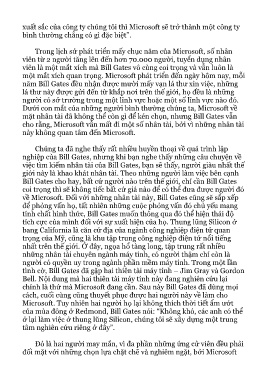 xuất sắc của công ty chúng tôi thì Microsoft sẽ trở thành một công ty
bình thường chẳng có gì đặc biệt”.
Trong lịch sử phát triển mấy chục năm của Microsoft, số nhân
viên từ 2 người tăng lên đến hơn 70.000 người, tuyển dụng nhân
viên là một mắt xích mà Bill Gates vô cùng coi trọng và vẫn luôn là
một mắt xích quan trọng. Microsoft phát triển đến ngày hôm nay, mỗi
năm Bill Gates đều nhận được mười mấy vạn lá thư xin việc, những
lá thư này được gửi đến từ khắp nơi trên thế giới, họ đều là những
người có sở trường trong một lĩnh vực hoặc một số lĩnh vực nào đó.
Dưới con mắt của những người bình thường chúng ta, Microsoft về
mặt nhân tài đã không thể còn gì để kén chọn, nhưng Bill Gates vẫn
cho rằng, Microsoft vẫn mất đi một số nhân tài, bởi vì những nhân tài
này không quan tâm đến Microsoft.
Chúng ta đã nghe thấy rất nhiều huyền thoại về quá trình lập
nghiệp của Bill Gates, nhưng khi bạn nghe thấy những câu chuyện về
việc tìm kiếm nhân tài của Bill Gates, bạn sẽ thấy, người giàu nhất thế
giới này là khao khát nhân tài. Theo những người làm việc bên cạnh
Bill Gates cho hay, bất cứ người nào trên thế giới, chỉ cần Bill Gates
coi trọng thì sẽ không tiếc bất cứ giá nào để có thể đưa được người đó
về Microsoft. Đối với những nhân tài này, Bill Gates cũng sẽ sắp xếp
để phỏng vấn họ, tất nhiên những cuộc phỏng vấn đó chủ yếu mang
tính chất hình thức, Bill Gates muốn thông qua đó thể hiện thái độ
tích cực của mình đối với sự xuất hiện của họ. Thung lũng Silicon ở
bang California là căn cứ địa của ngành công nghiệp điện tử quan
trọng của Mỹ, cũng là khu tập trung công nghiệp điện tử nổi tiếng
nhất trên thế giới. Ở đây, ngọa hổ tàng long, tập trung rất nhiều
những nhân tài chuyên ngành máy tính, có người thậm chí còn là
người có quyền uy trong ngành phần mềm máy tính. Trong một lần
tình cờ, Bill Gates đã gặp hai thiên tài máy tính – Jim Gray và Gordon
Bell. Nội dung mà hai thiên tài máy tính này đang nghiên cứu lại
chính là thứ mà Microsoft đang cần. Sau này Bill Gates đã dùng mọi
cách, cuối cùng cũng thuyết phục được hai người này về làm cho
Microsoft. Tuy nhiên hai người họ lại không thích thời tiết ẩm ướt
của mùa đông ở Redmond, Bill Gates nói: “Không khó, các anh có thể
ở lại làm việc ở thung lũng Silicon, chúng tôi sẽ xây dựng một trung
tâm nghiên cứu riêng ở đây”.
Đó là hai người may mắn, vì đa phần những ứng cử viên đều phải
đối mặt với những chọn lựa chặt chẽ và nghiêm ngặt, bởi Microsoft